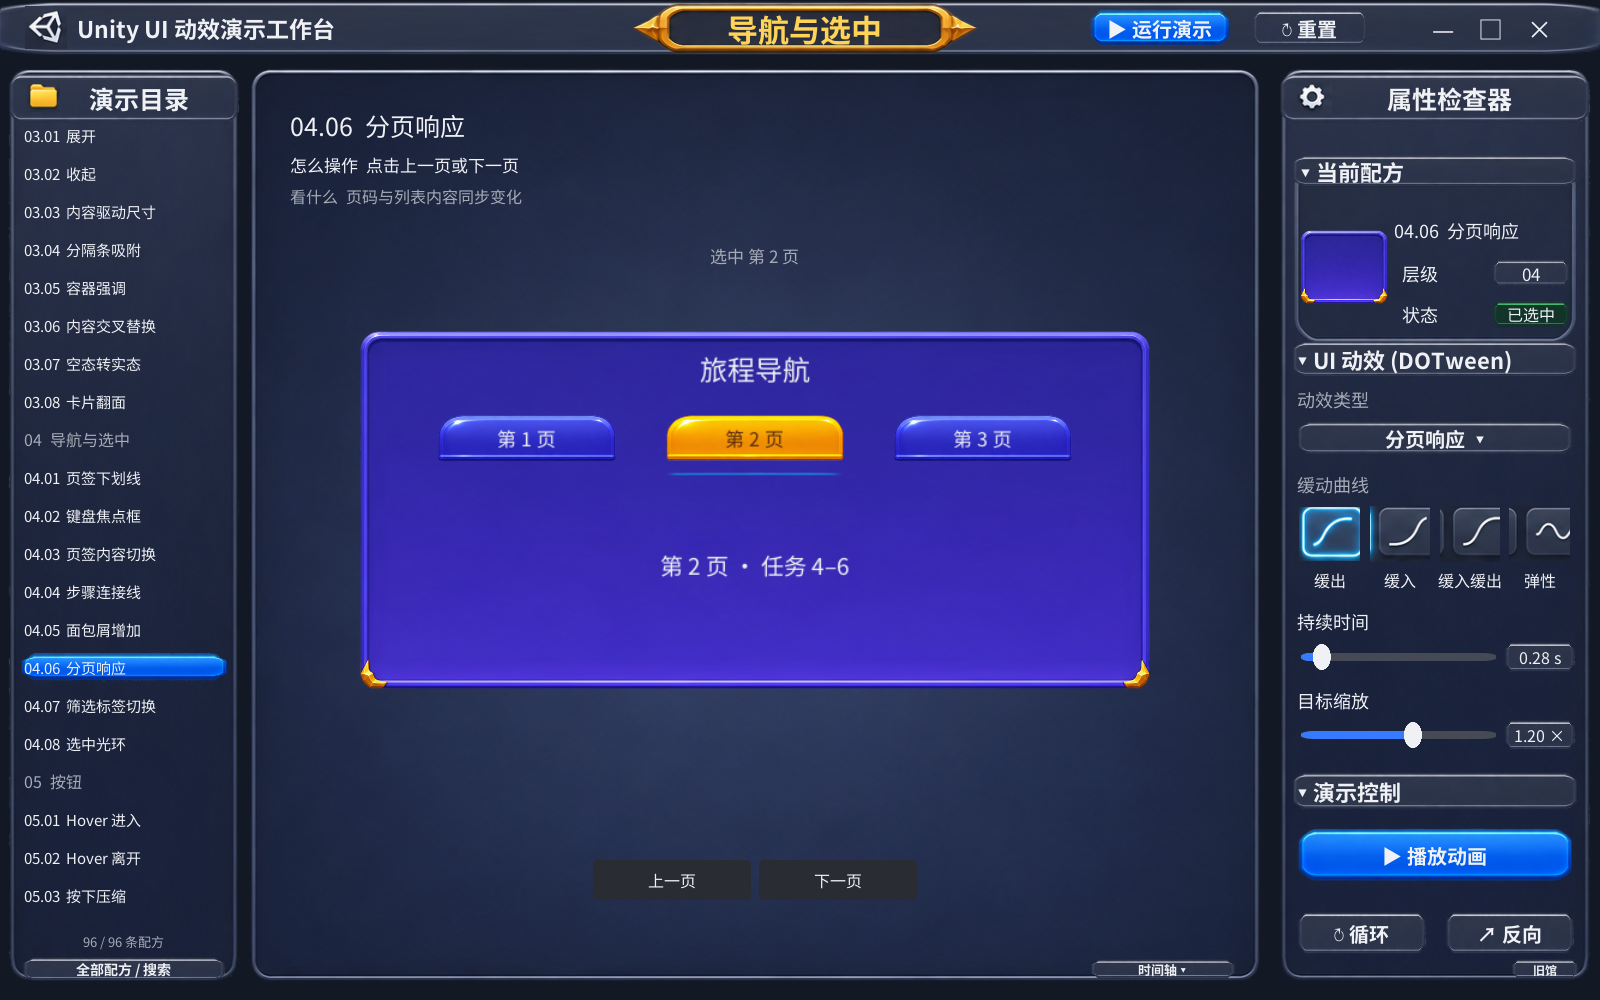 Unity UI 动效演示工作台
导航与选中
▶ 运行演示
重置
演示目录
03.01 展开
03.02 收起
03.03 内容驱动尺寸
03.04 分隔条吸附
03.05 容器强调
03.06 内容交叉替换
03.07 空态转实态
03.08 卡片翻面
04 导航与选中
04.01 页签下划线
04.02 键盘焦点框
04.03 页签内容切换
04.04 步骤连接线
04.05 面包屑增加
04.06 分页响应
04.07 筛选标签切换
04.08 选中光环
05 按钮
05.01 Hover 进入
05.02 Hover 离开
05.03 按下压缩
96 / 96 条配方
全部配方 / 搜索
04.06 分页响应
怎么操作 点击上一页或下一页
看什么 页码与列表内容同步变化
选中 第 2 页
旅程导航
第 1 页
第 2 页
第 3 页
第 2 页 · 任务 4–6
上一页
下一页
时间轴 ▾
属性检查器
▾ 当前配方
04.06 分页响应
层级
04
状态
已选中
▾ UI 动效 (DOTween)
动效类型
分页响应 ▾
缓动曲线
缓出
缓入
缓入缓出
弹性
持续时间
0.28 s
目标缩放
1.20 ×
▾ 演示控制
▶ 播放动画
循环
↗ 反向
旧馆